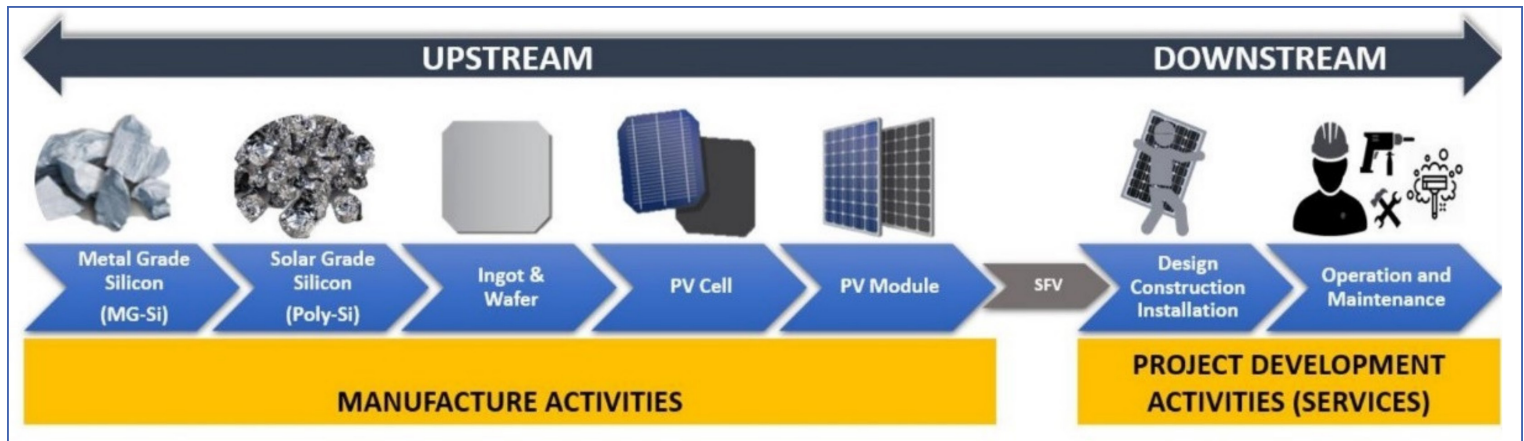 UPSTREAM
DOWNSTREAM
Metal Grade
Silicon
(MG-Si)
Solar Grade
Silicon
(Poly-Si)
Ingot &
Wafer
PV Cell
PV Module
SFV
Design
Construction
Installation
Operation and
Maintenance
MANUFACTURE ACTIVITIES
PROJECT DEVELOPMENT
ACTIVITIES (SERVICES)